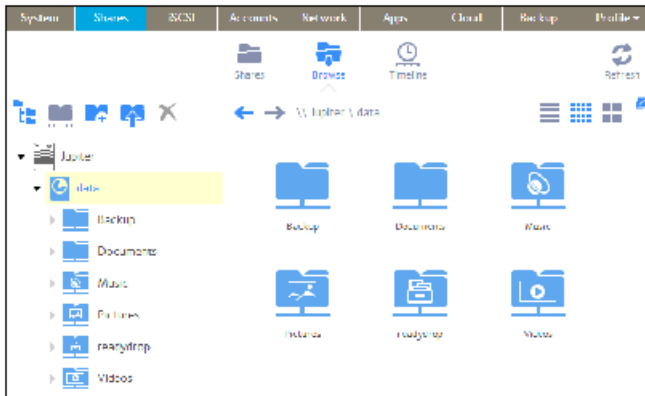 System Shares iSCSI Accounts Network Apps Cloud Backup Profile
Shares Browse Timeline Refresh
\\ Jupiter \ data
Jupiter
data
Backup
Documents
Music
Pictures
readydrop
Videos
Backup Documents Music
Pictures readydrop Videos